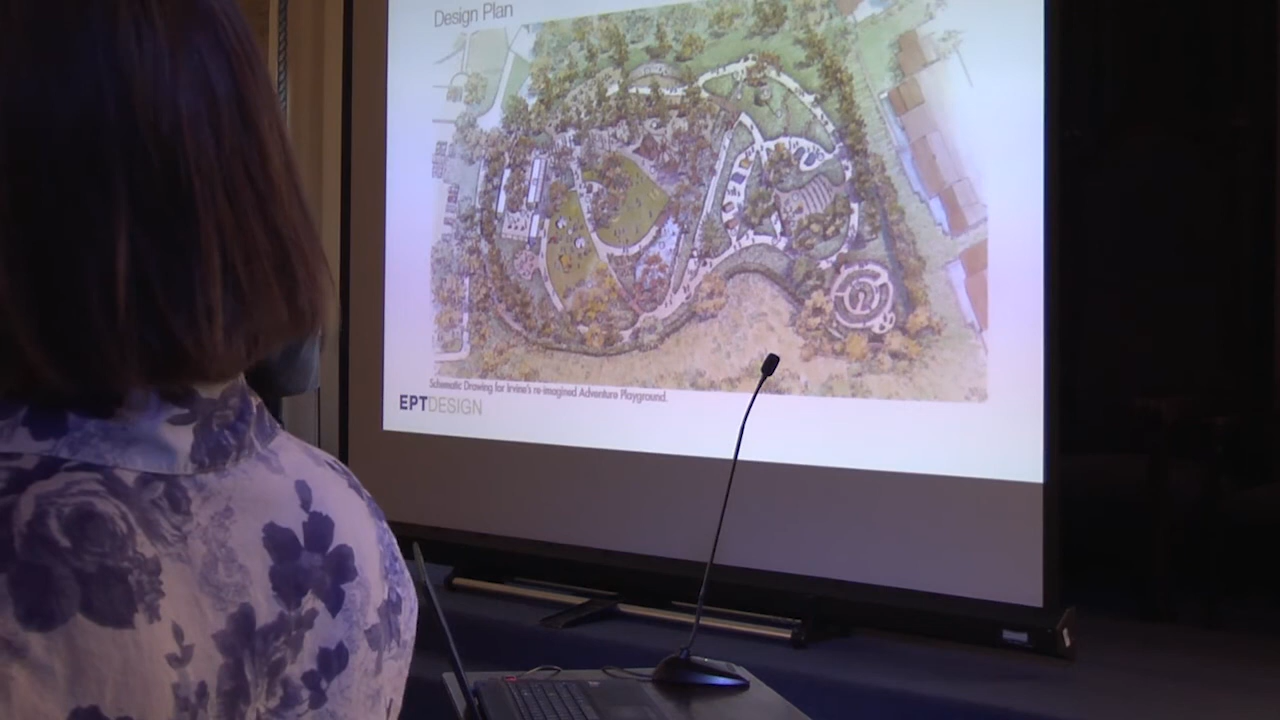 Design Plan
Schematic Drawing for Irvine's re-imagined Adventure Playground.
EPTDESIGN